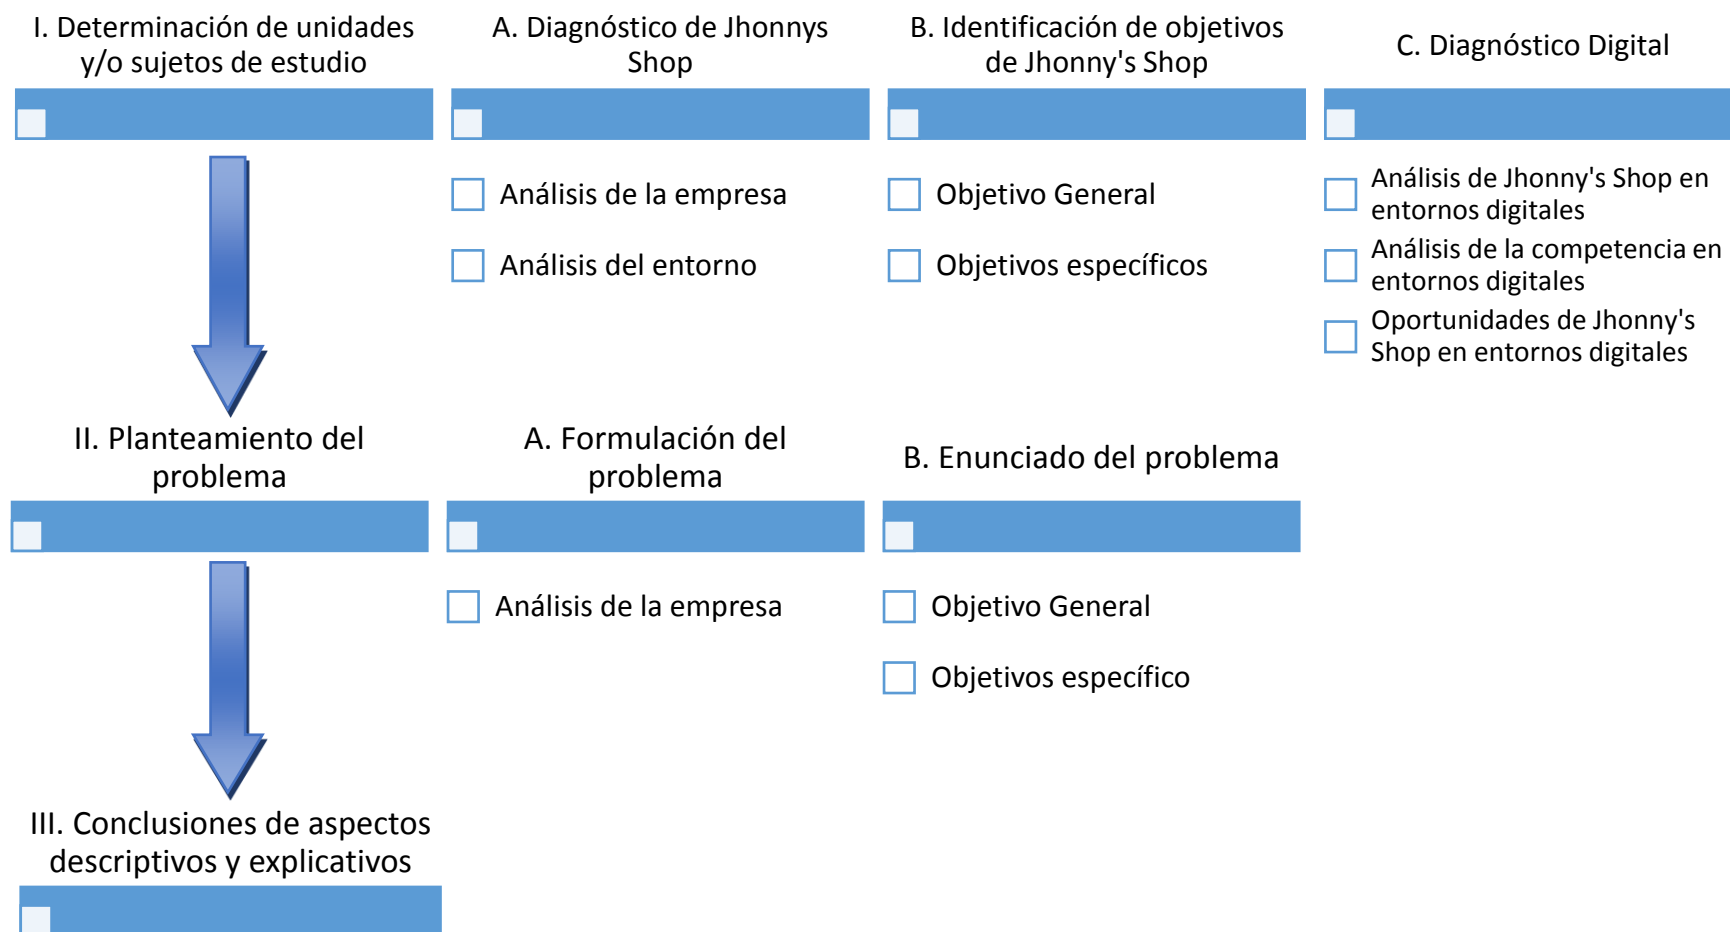 I. Determinación de unidades
y/o sujetos de estudio
A. Diagnóstico de Jhonnys
Shop
B. Identificación de objetivos
de Jhonny's Shop
C. Diagnóstico Digital
Análisis de la empresa
Análisis del entorno
Objetivo General
Objetivos específicos
Análisis de Jhonny's Shop en
entornos digitales
Análisis de la competencia en
entornos digitales
Oportunidades de Jhonny's
Shop en entornos digitales
II. Planteamiento del
problema
A. Formulación del
problema
B. Enunciado del problema
Análisis de la empresa
Objetivo General
Objetivos específico
III. Conclusiones de aspectos
descriptivos y explicativos